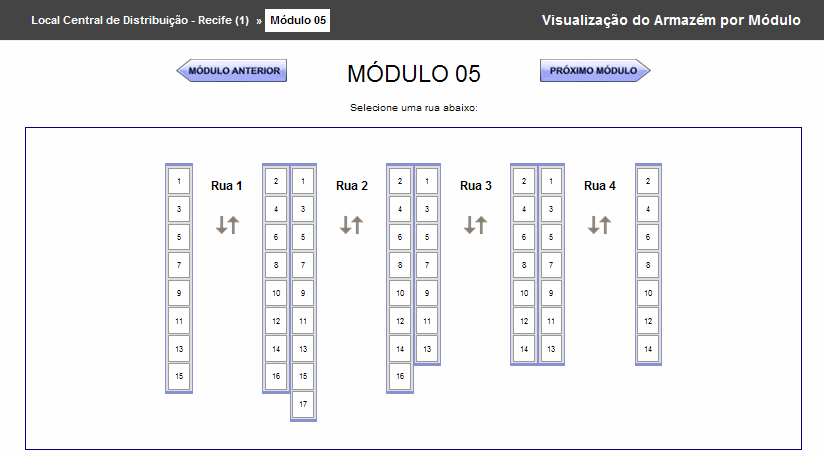 Local Central de Distribuição - Recife (1) » Módulo 05
Visualização do Armazém por Módulo
MÓDULO ANTERIOR
MÓDULO 05
PRÓXIMO MÓDULO
Selecione uma rua abaixo:
1 Rua 1 2 1 Rua 2 2 1 Rua 3 2 1 Rua 4 2
3 4 3 4 3 4 3 4
5 6 5 6 5 6 5 6
7 8 7 8 7 8 7 8
9 10 9 10 9 10 9 10
11 12 11 12 11 12 11 12
13 14 13 14 13 14 13 14
15 16 15 16
17